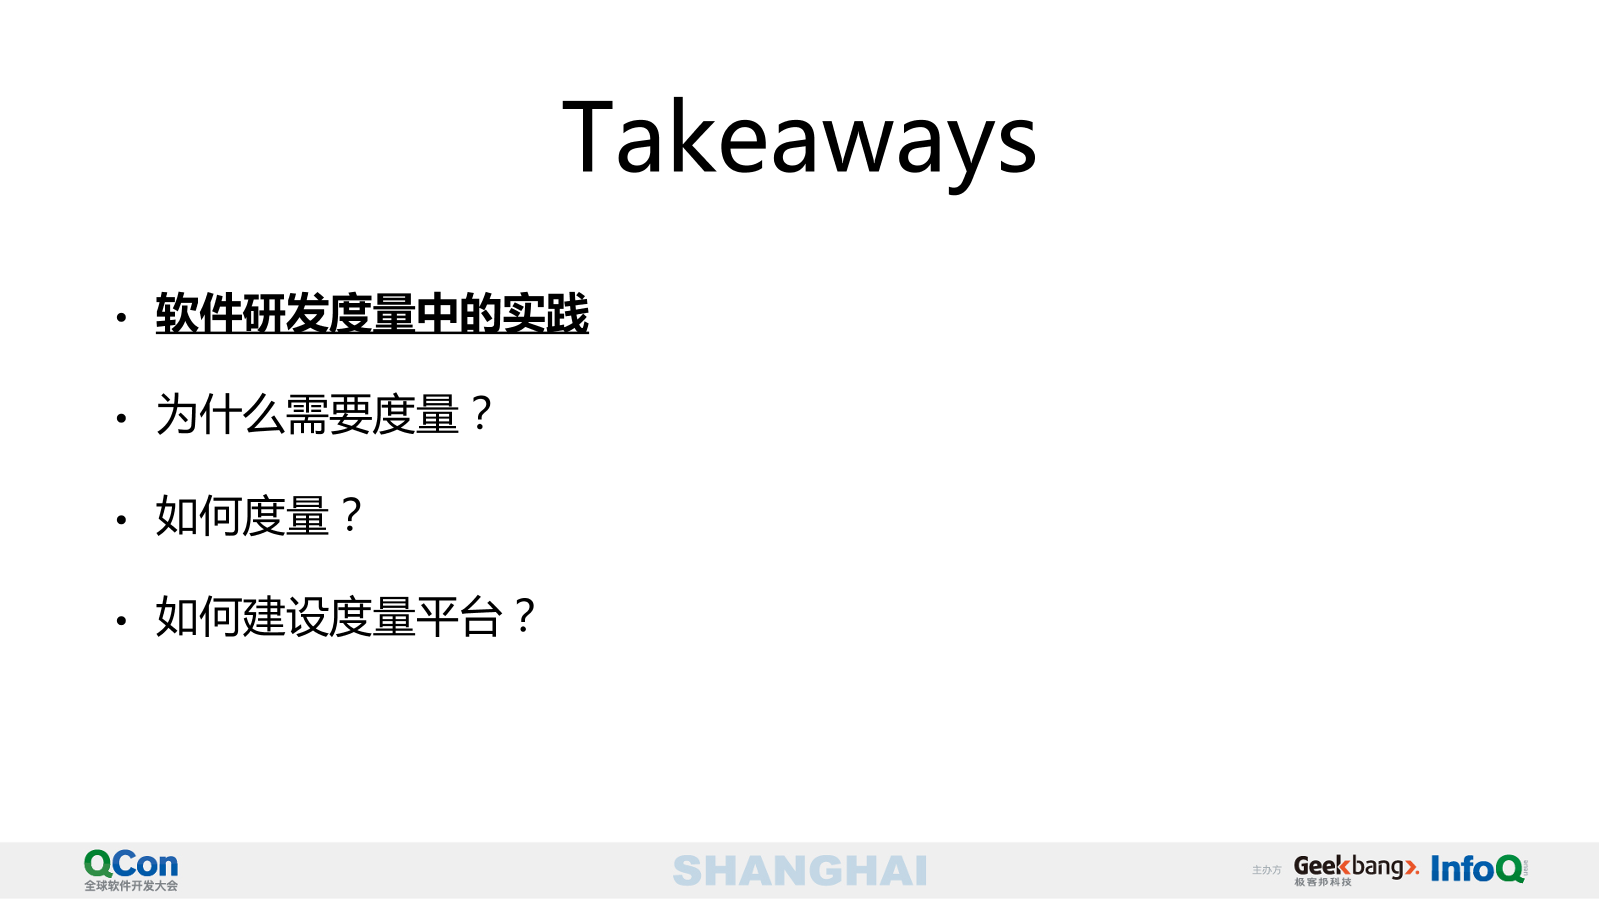 Takeaways
• 软件研发度量中的实践
• 为什么需要度量？
• 如何度量？
• 如何建设度量平台？
QCon
全球软件开发大会
SHANGHAI
主办方
Geekbang>.
极客邦科技
InfoQ